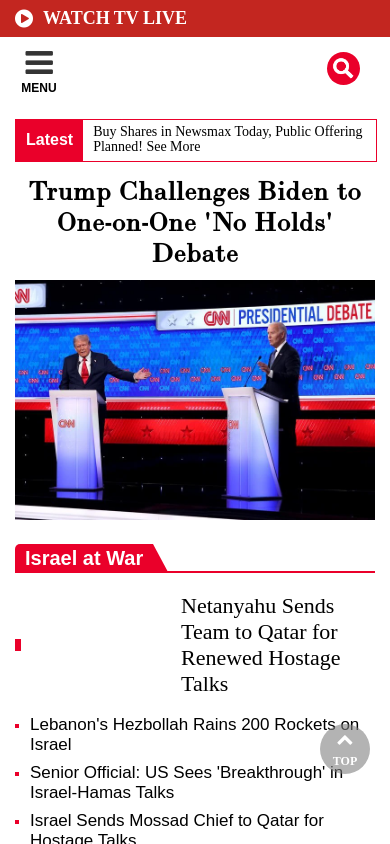 WATCH TV LIVE
MENU
Latest
Buy Shares in Newsmax Today, Public Offering
Planned! See More
Trump Challenges Biden to
One-on-One 'No Holds'
Debate
CNN PRESIDENTIAL DEBATE
CNN
CNN
Israel at War
Netanyahu Sends
Team to Qatar for
Renewed Hostage
Talks
Lebanon's Hezbollah Rains 200 Rockets on
Israel
Senior Official: US Sees 'Breakthrough' in
Israel-Hamas Talks
TOP
Israel Sends Mossad Chief to Qatar for
Hostage Talks